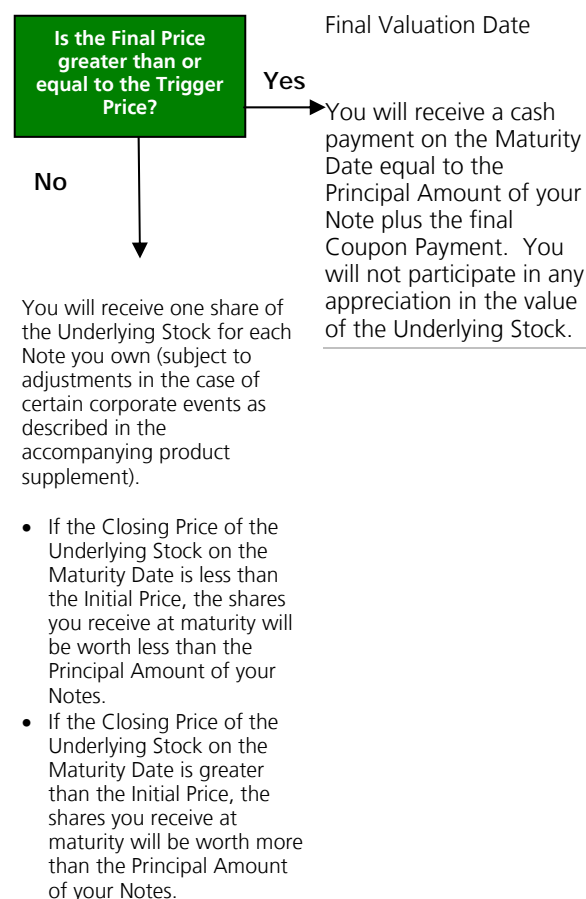 Is the Final Price
greater than or
equal to the Trigger
Price?
Yes
No
Final Valuation Date
You will receive a cash
payment on the Maturity
Date equal to the
Principal Amount of your
Note plus the final
Coupon Payment. You
will not participate in any
appreciation in the value
of the Underlying Stock.
You will receive one share of
the Underlying Stock for each
Note you own (subject to
adjustments in the case of
certain corporate events as
described in the
accompanying product
supplement).
• If the Closing Price of the
Underlying Stock on the
Maturity Date is less than
the Initial Price, the shares
you receive at maturity will
be worth less than the
Principal Amount of your
Notes.
• If the Closing Price of the
Underlying Stock on the
Maturity Date is greater
than the Initial Price, the
shares you receive at
maturity will be worth more
than the Principal Amount
of your Notes.